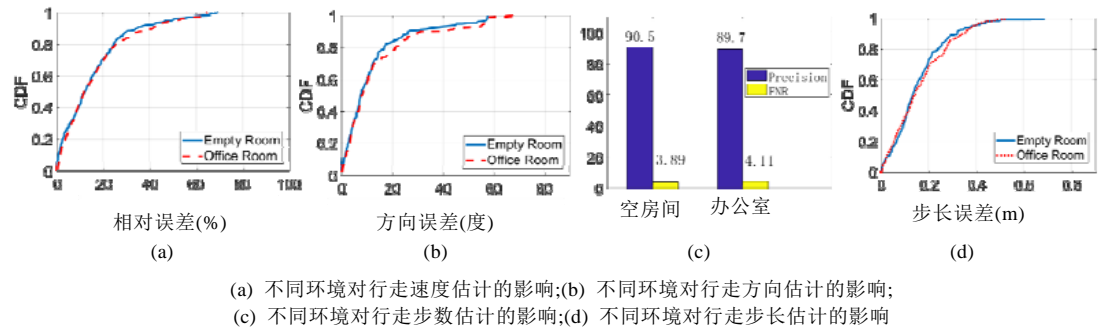 CDF
1
0.8
0.6
0.4
0.2
0
0 20 40 60 80 100
Empty Room
Office Room
相对误差(%)
(a)
CDF
1
0.8
0.6
0.4
0.2
0
0 20 40 60 80
Empty Room
Office Room
方向误差(度)
(b)
100
80
60
40
20
0
90.5
89.7
Precision
FNR
3.89
4.11
空房间
办公室
(c)
CDF
1
0.8
0.6
0.4
0.2
0
0 0.2 0.4 0.6 0.8
Empty Room
Office Room
步长误差(m)
(d)
(a) 不同环境对行走速度估计的影响;(b) 不同环境对行走方向估计的影响;
(c) 不同环境对行走步数估计的影响;(d) 不同环境对行走步长估计的影响